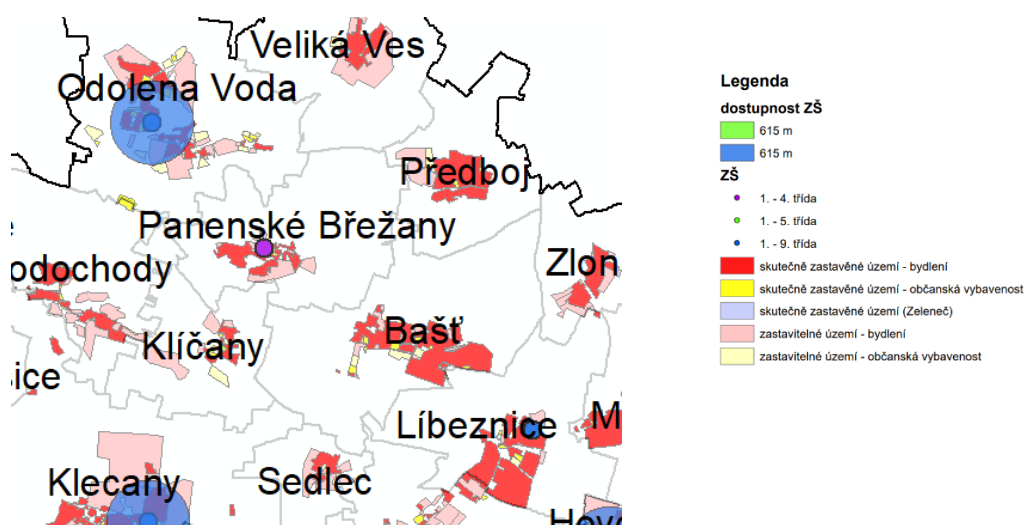 Veliká Ves
Odolena Voda
Předboj
Panenské Břežany
Zlon
odochody
Klíčany
Bašť
ice
Líbeznice
M
Klecany
Sedlec
Hov
Legenda
dostupnost ZŠ
615 m
615 m
ZŠ
1. - 4. třída
1. - 5. třída
1. - 9. třída
skutečně zastavěné území - bydlení
skutečně zastavěné území - občanská vybavenost
skutečně zastavěné území (Zeleneč)
zastavitelné území - bydlení
zastavitelné území - občanská vybavenost